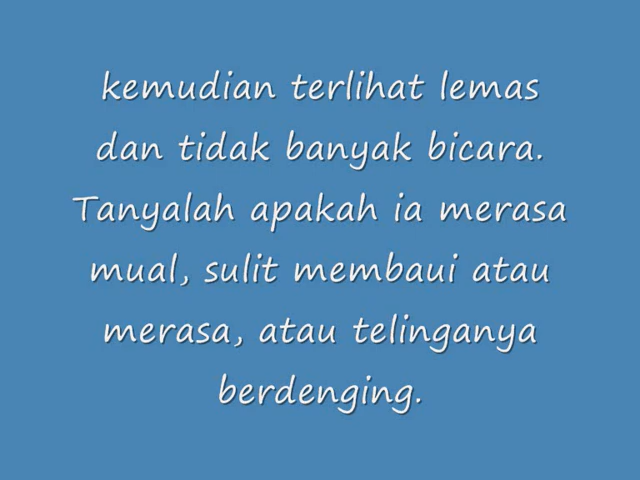 kemudian terlihat lemas
dan tidak banyak bicara.
Tanyalah apakah ia merasa
mual, sulit membaui atau
merasa, atau telinganya
berdenging.